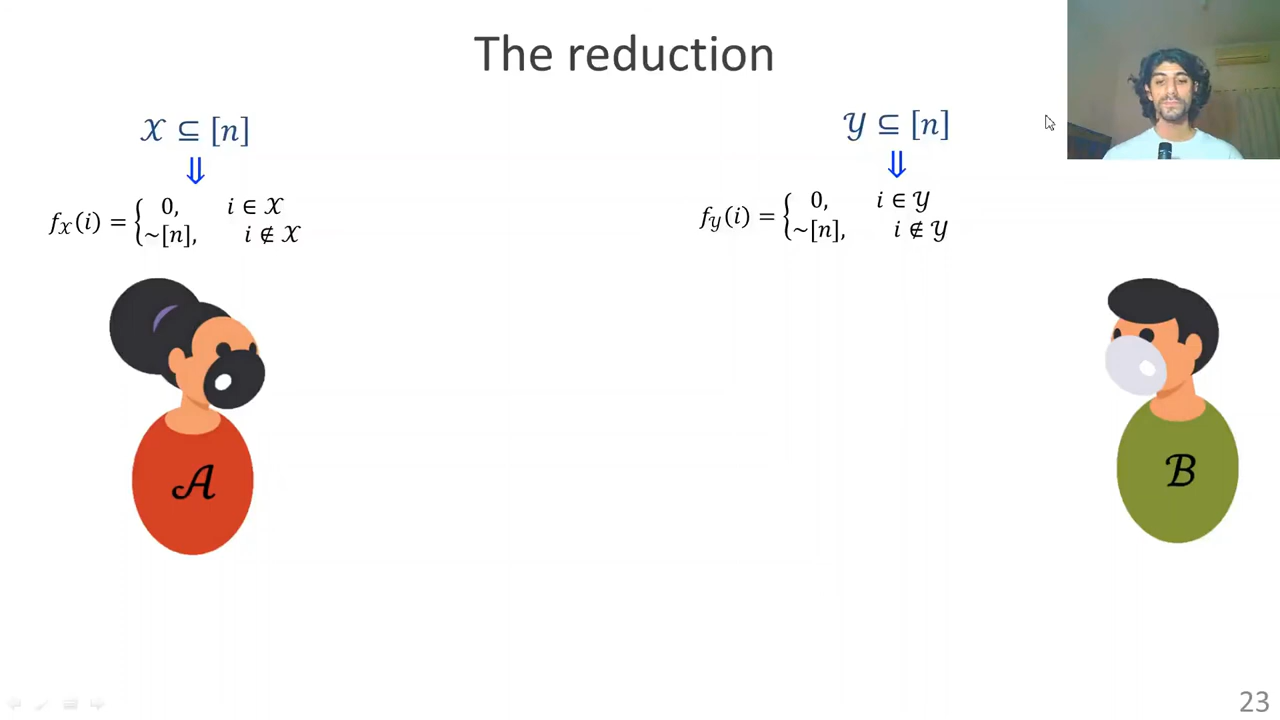 The reduction
𝒳 ⊆ [n]
⇓
f_𝒳(i) = { 0, i ∈ 𝒳
~[n], i ∉ 𝒳
𝒴 ⊆ [n]
⇓
f_𝒴(i) = { 0, i ∈ 𝒴
~[n], i ∉ 𝒴
𝒜
ℬ
23